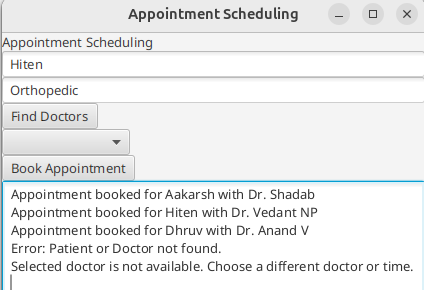 Appointment Scheduling
Appointment Scheduling
Hiten
Orthopedic
Find Doctors
Book Appointment
Appointment booked for Aakarsh with Dr. Shadab
Appointment booked for Hiten with Dr. Vedant NP
Appointment booked for Dhruv with Dr. Anand V
Error: Patient or Doctor not found.
Selected doctor is not available. Choose a different doctor or time.